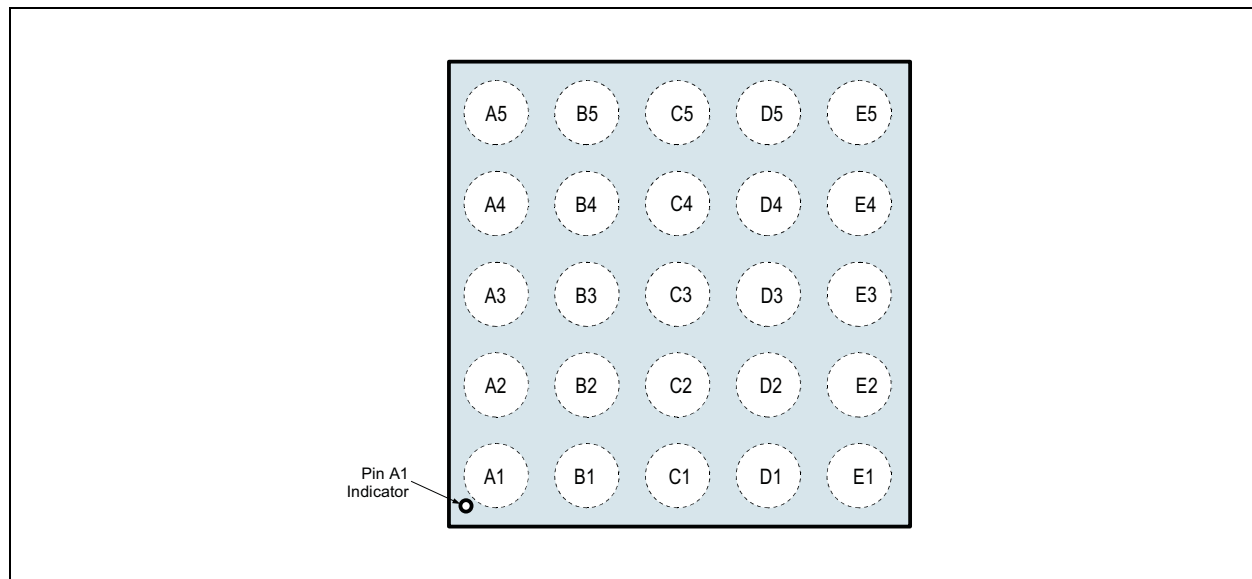 A5 B5 C5 D5 E5
A4 B4 C4 D4 E4
A3 B3 C3 D3 E3
A2 B2 C2 D2 E2
A1 B1 C1 D1 E1
Pin A1
Indicator